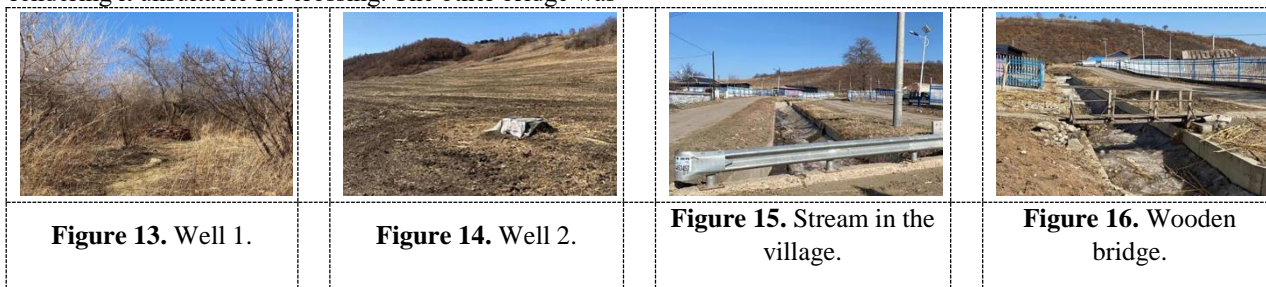 Figure 13. Well 1.
Figure 14. Well 2.
Figure 15. Stream in the
village.
Figure 16. Wooden
bridge.